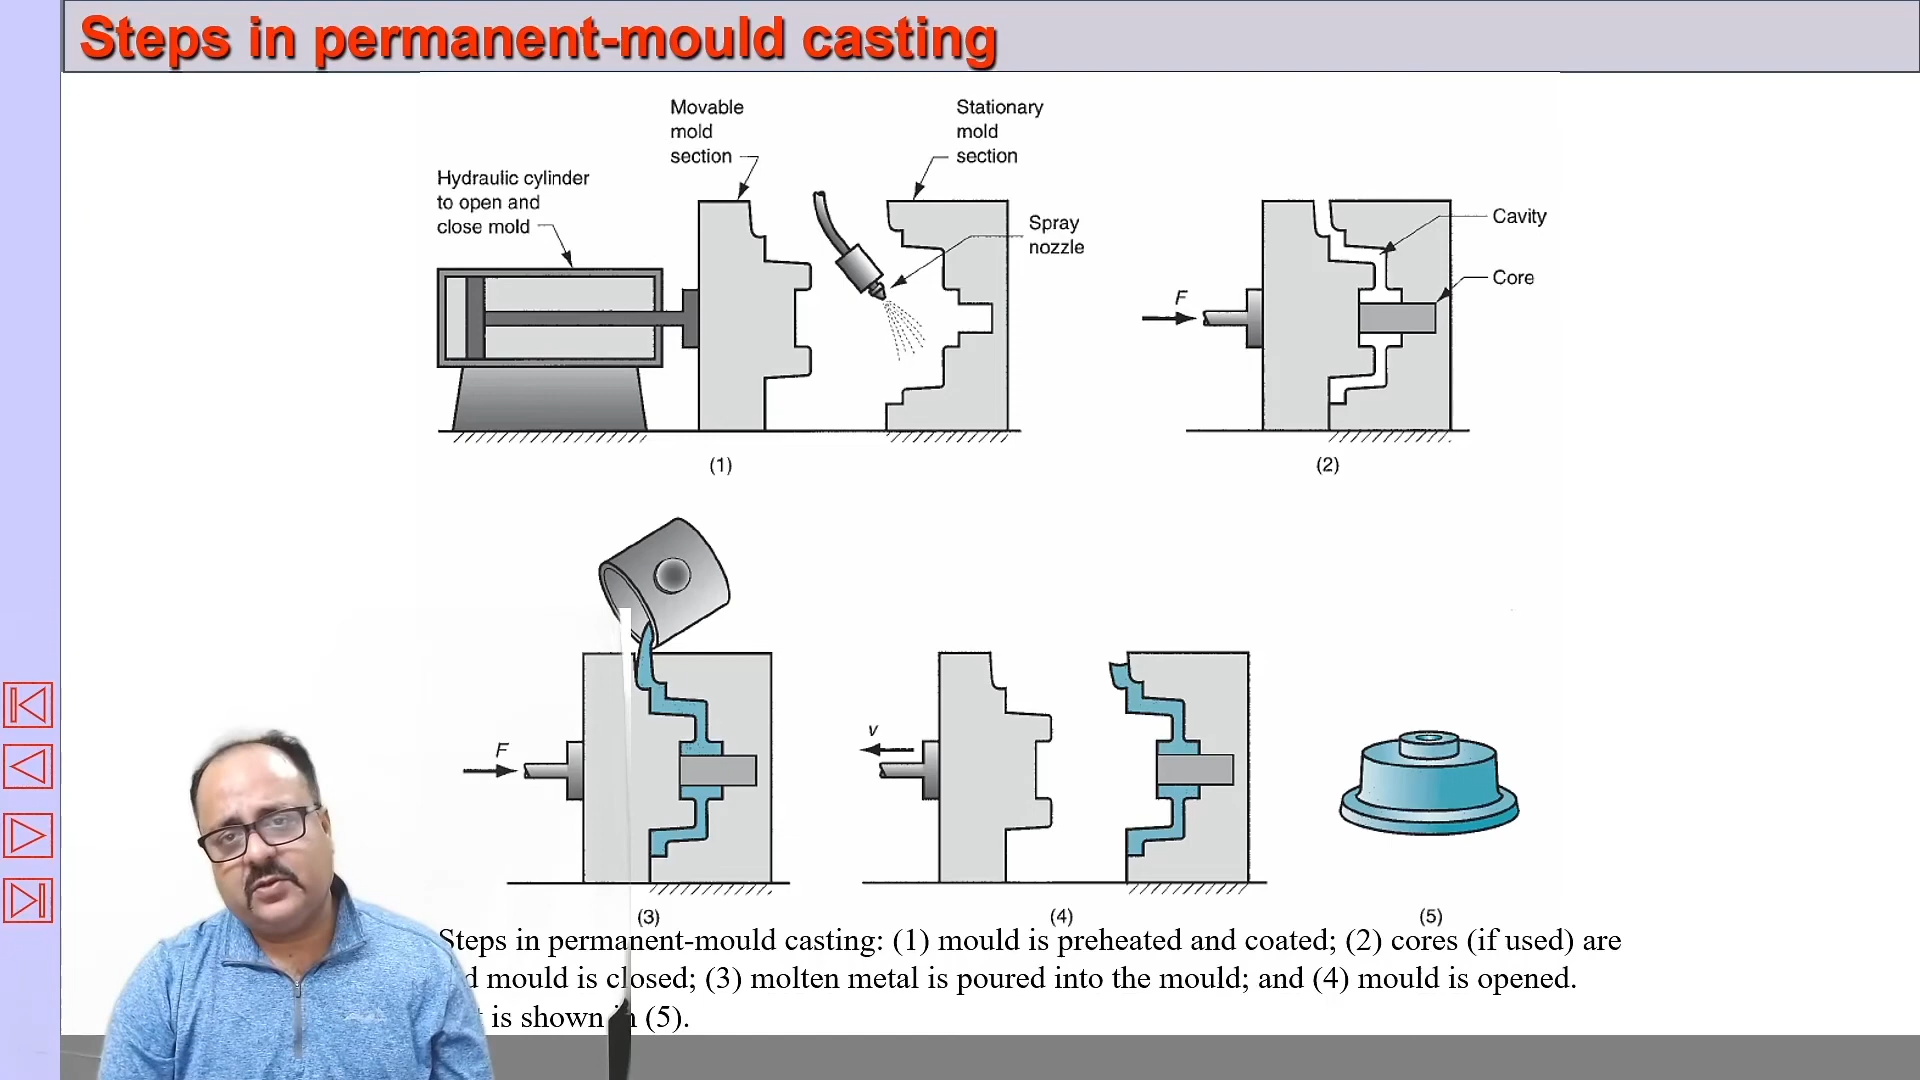 Steps in permanent-mould casting
Movable
mold
section
Stationary
mold
section
Hydraulic cylinder
to open and
close mold
Spray
nozzle
Cavity
Core
F
(1)
(2)
F
v
(3)
(4)
(5)
Steps in permanent-mould casting: (1) mould is preheated and coated; (2) cores (if used) are
mould is closed; (3) molten metal is poured into the mould; and (4) mould is opened.
is shown in (5).